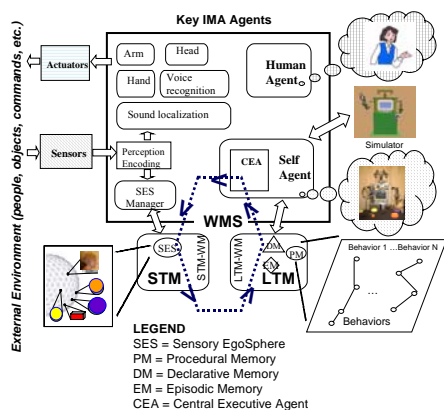 Key IMA Agents
External Environment (people, objects, commands, etc.)
Actuators
Sensors
Arm
Head
Hand
Voice
recognition
Sound localization
Perception
Encoding
SES
Manager
Human
Agent
CEA
Self
Agent
Simulator
WMS
SES
STM-WM
STM
LTM-WM
DM
PM
EM
LTM
Behavior 1 ...Behavior N
...
Behaviors
LEGEND
SES = Sensory EgoSphere
PM = Procedural Memory
DM = Declarative Memory
EM = Episodic Memory
CEA = Central Executive Agent